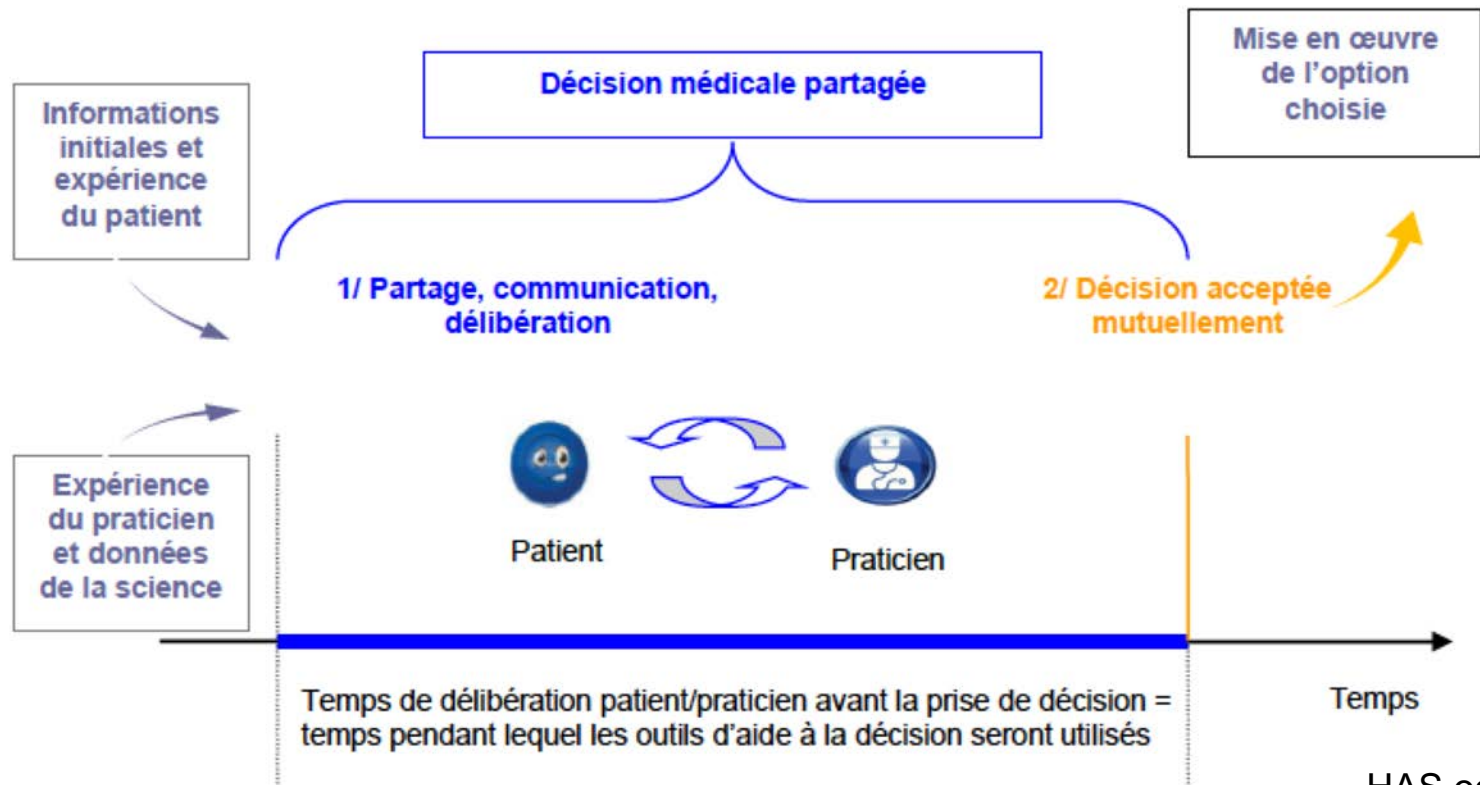 Informations
initiales et
expérience
du patient
Décision médicale partagée
Mise en œuvre
de l'option
choisie
1/ Partage, communication,
délibération
2/ Décision acceptée
mutuellement
Expérience
du praticien
et données
de la science
Patient
Praticien
Temps de délibération patient/praticien avant la prise de décision =
temps pendant lequel les outils d'aide à la décision seront utilisés
Temps
HAS